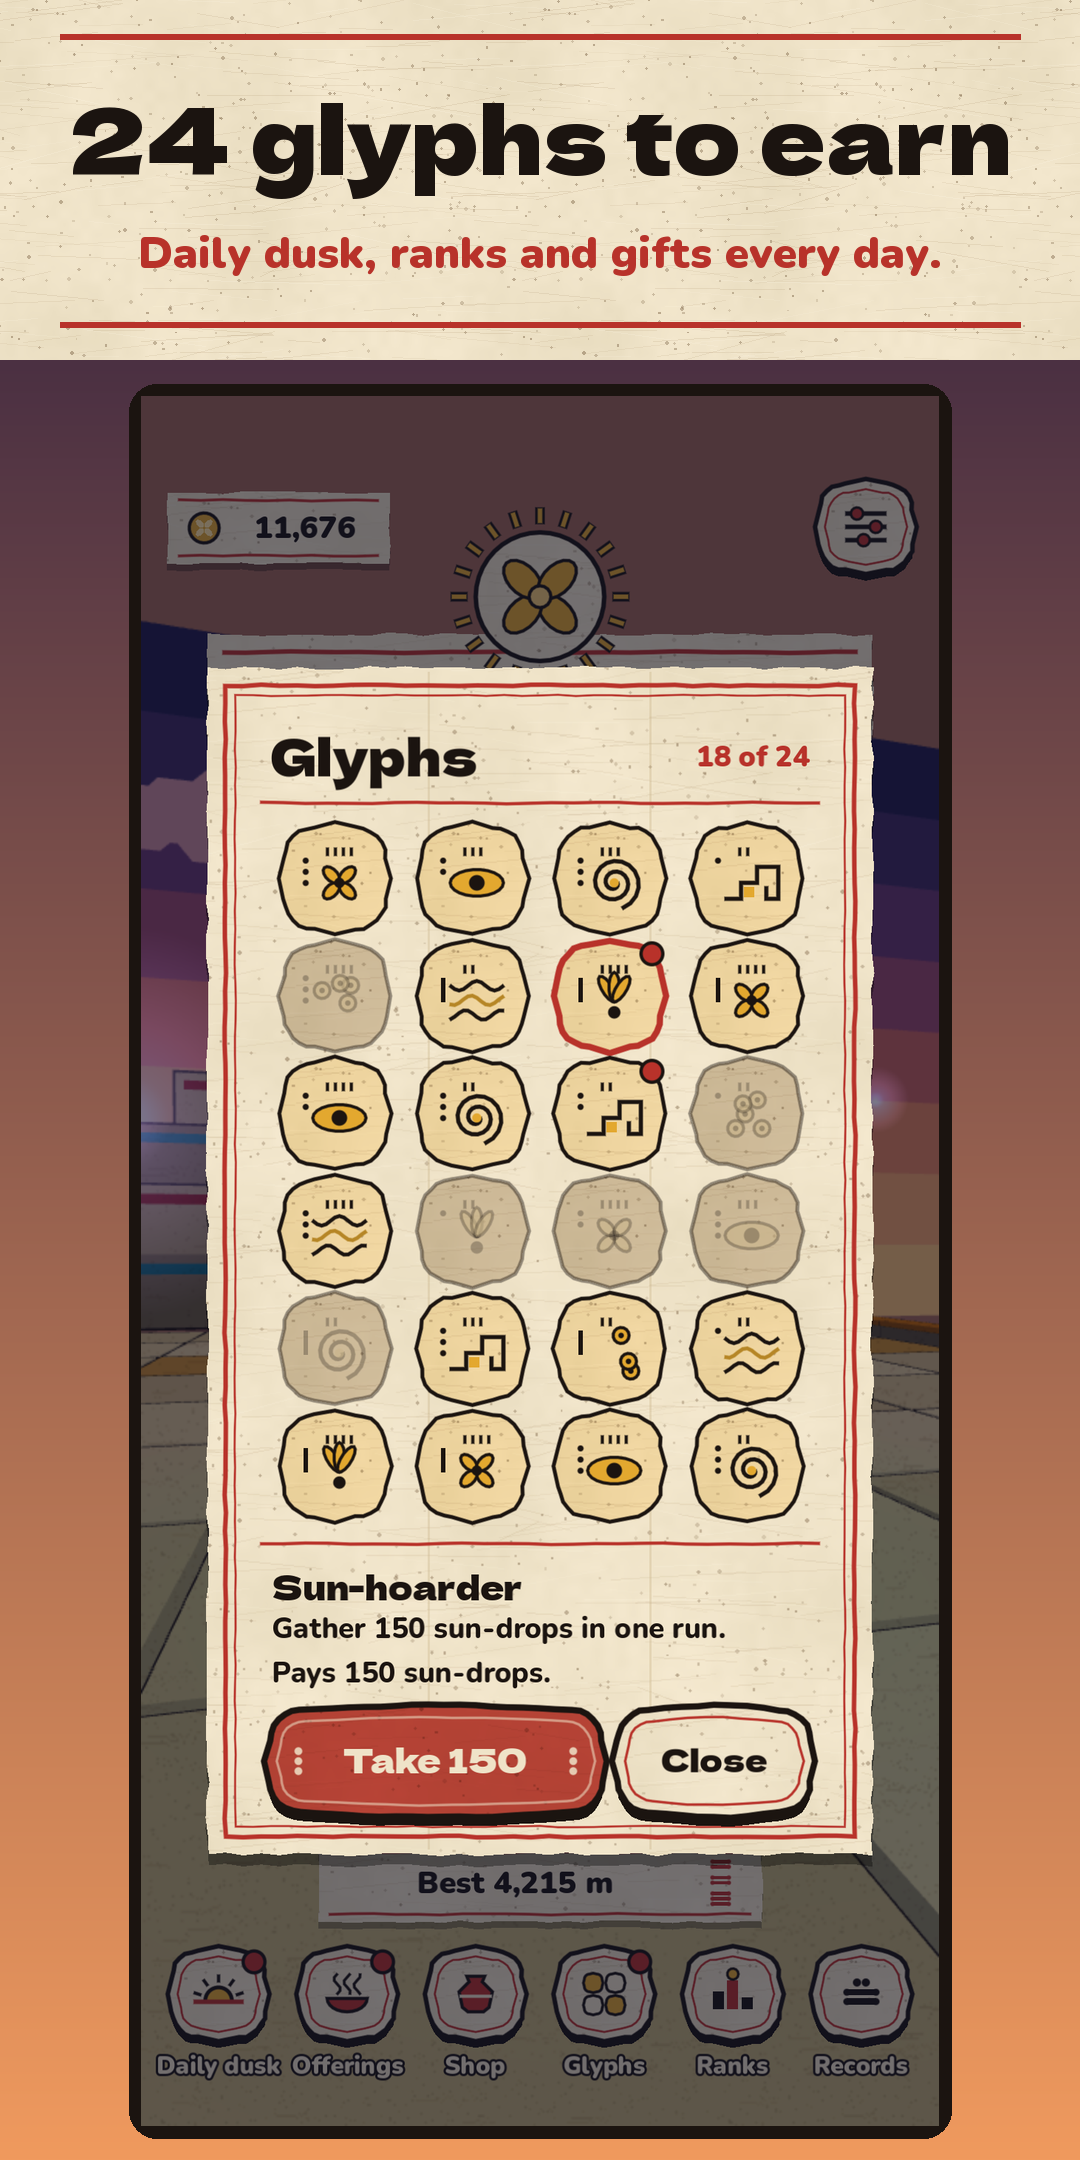 24 glyphs to earn
Daily dusk, ranks and gifts every day.
11,676
Glyphs
18 of 24
Sun-hoarder
Gather 150 sun-drops in one run.
Pays 150 sun-drops.
Take 150
Close
Best 4,215 m
Daily dusk
Offerings
Shop
Glyphs
Ranks
Records